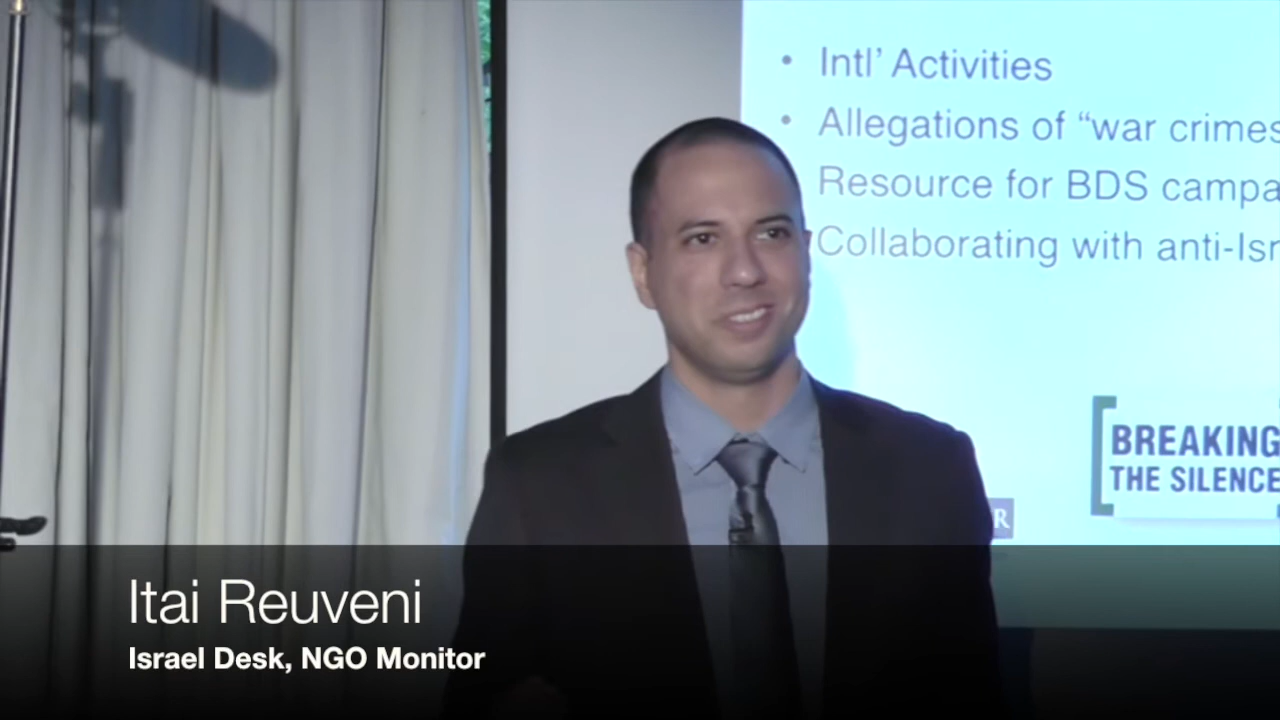 • Intl' Activities
• Allegations of “war crimes
Resource for BDS campa
Collaborating with anti-Isr
BREAKING
THE SILENCE
R
Itai Reuveni
Israel Desk, NGO Monitor